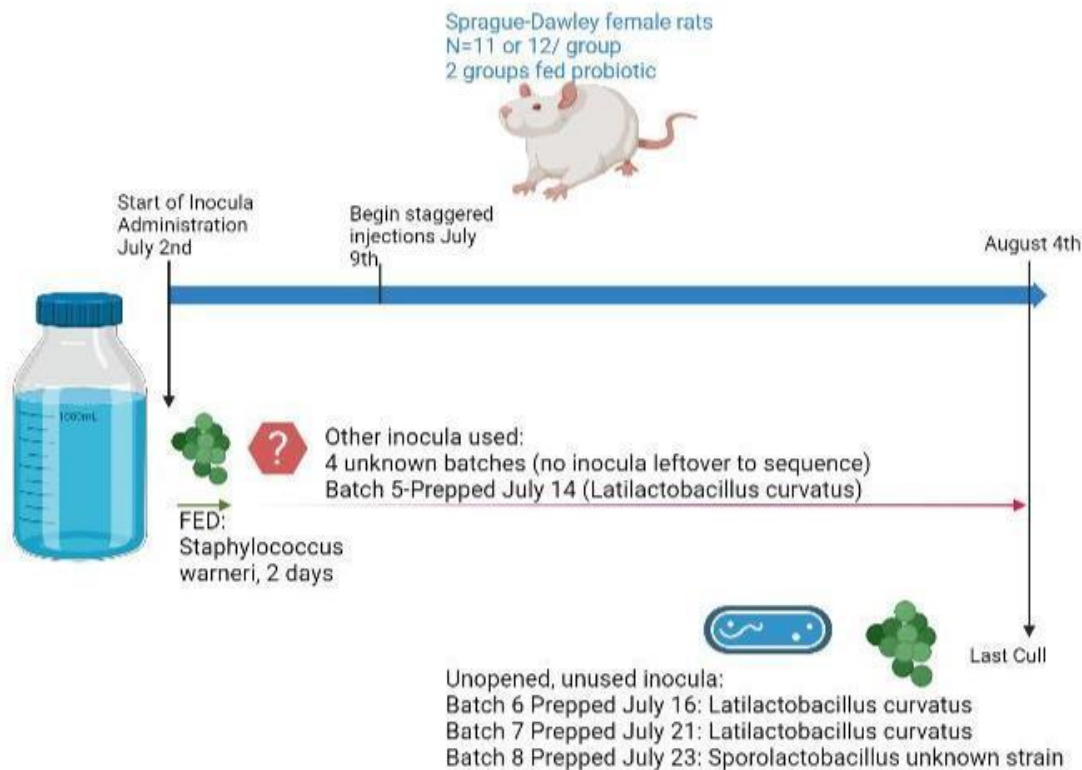 Sprague-Dawley female rats
N=11 or 12/ group
2 groups fed probiotic
Start of Inocula
Administration
July 2nd
Begin staggered
injections July
9th
August 4th
1000mL
?
Other inocula used:
4 unknown batches (no inocula leftover to sequence)
Batch 5-Prepped July 14 (Latilactobacillus curvatus)
FED:
Staphylococcus
warneri, 2 days
Last Cull
Unopened, unused inocula:
Batch 6 Prepped July 16: Latilactobacillus curvatus
Batch 7 Prepped July 21: Latilactobacillus curvatus
Batch 8 Prepped July 23: Sporolactobacillus unknown strain